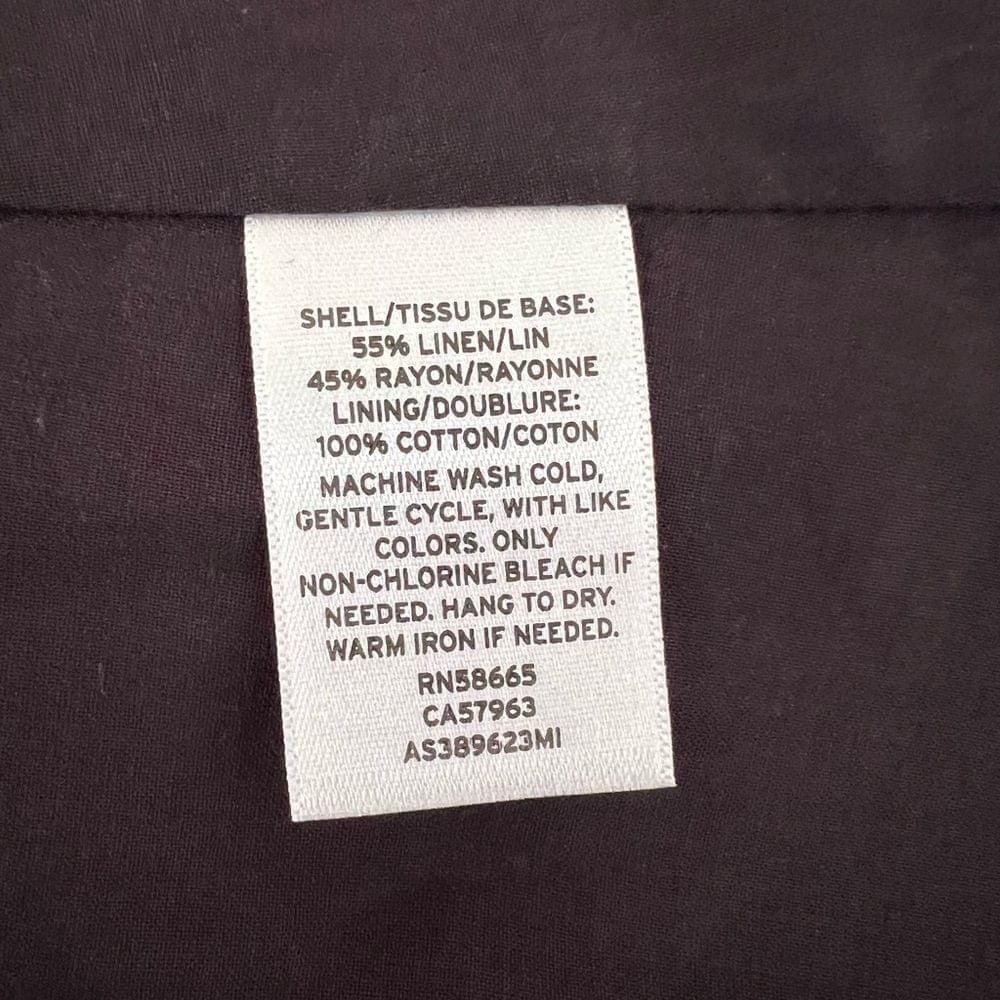 SHELL/TISSU DE BASE:
55% LINEN/LIN
45% RAYON/RAYONNE
LINING/DOUBLURE:
100% COTTON/COTON
MACHINE WASH COLD,
GENTLE CYCLE, WITH LIKE
COLORS. ONLY
NON-CHLORINE BLEACH IF
NEEDED. HANG TO DRY.
WARM IRON IF NEEDED.
RN58665
CA57963
AS389623MI